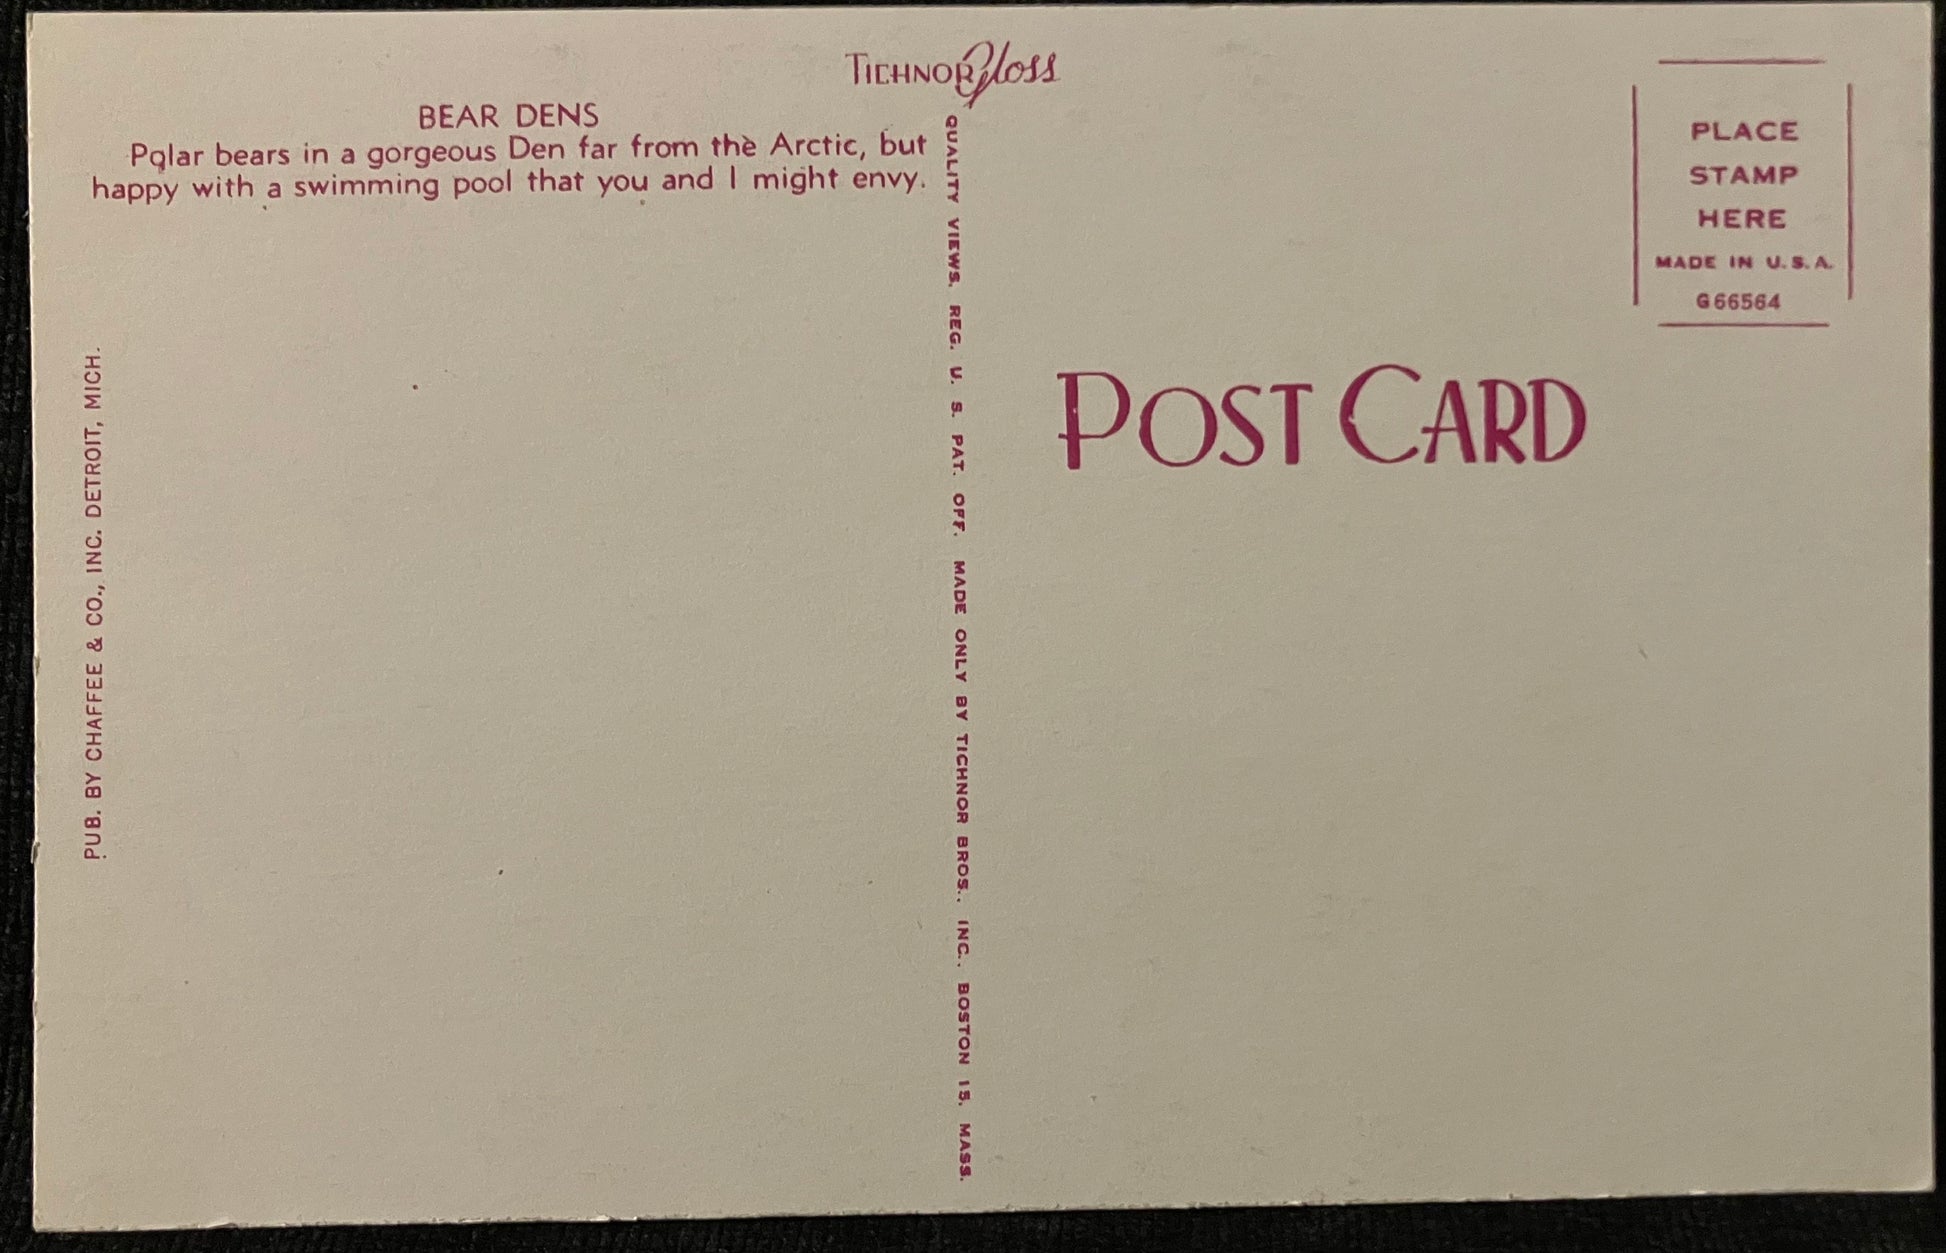 TICHNOR Gloss
BEAR DENS
Polar bears in a gorgeous Den far from the Arctic, but
happy with a swimming pool that you and I might envy.
PUB. BY CHAFFEE & CO., INC. DETROIT, MICH.
QUALITY VIEWS. REG. U. S. PAT. OFF. MADE ONLY BY TICHNOR BROS., INC., BOSTON 15, MASS.
PLACE
STAMP
HERE
MADE IN U.S.A.
G66564
POST CARD